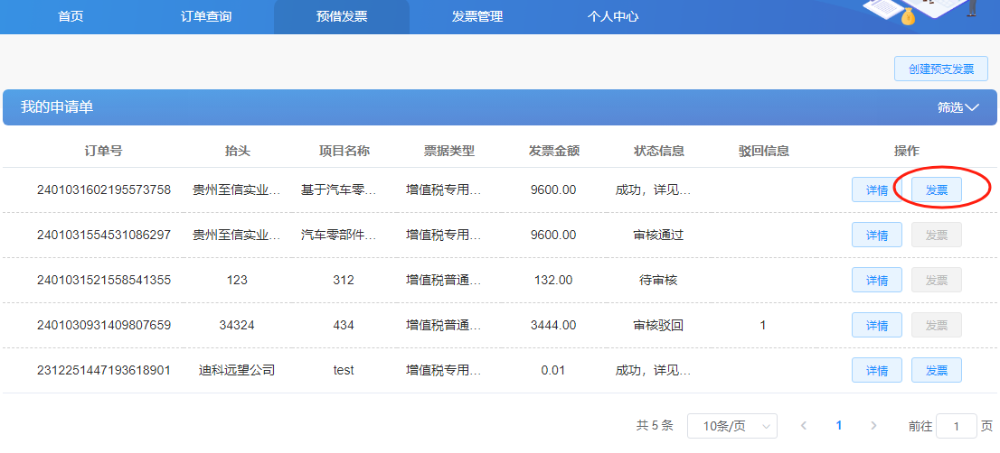 首页 订单查询 预借发票 发票管理 个人中心
创建预支发票
我的申请单 筛选
订单号 抬头 项目名称 票据类型 发票金额 状态信息 驳回信息 操作
2401031602195573758 贵州至信实业... 基于汽车零... 增值税专用... 9600.00 成功，详见... 详情 发票
2401031554531086297 贵州至信实业... 汽车零部件... 增值税专用... 9600.00 审核通过 详情 发票
2401031521558541355 123 312 增值税普通... 132.00 待审核 详情 发票
2401030931409807659 34324 434 增值税普通... 3444.00 审核驳回 1 详情 发票
2312251447193618901 迪科远望公司 test 增值税专用... 0.01 成功，详见... 详情 发票
共 5 条 10条/页 1 前往 1 页